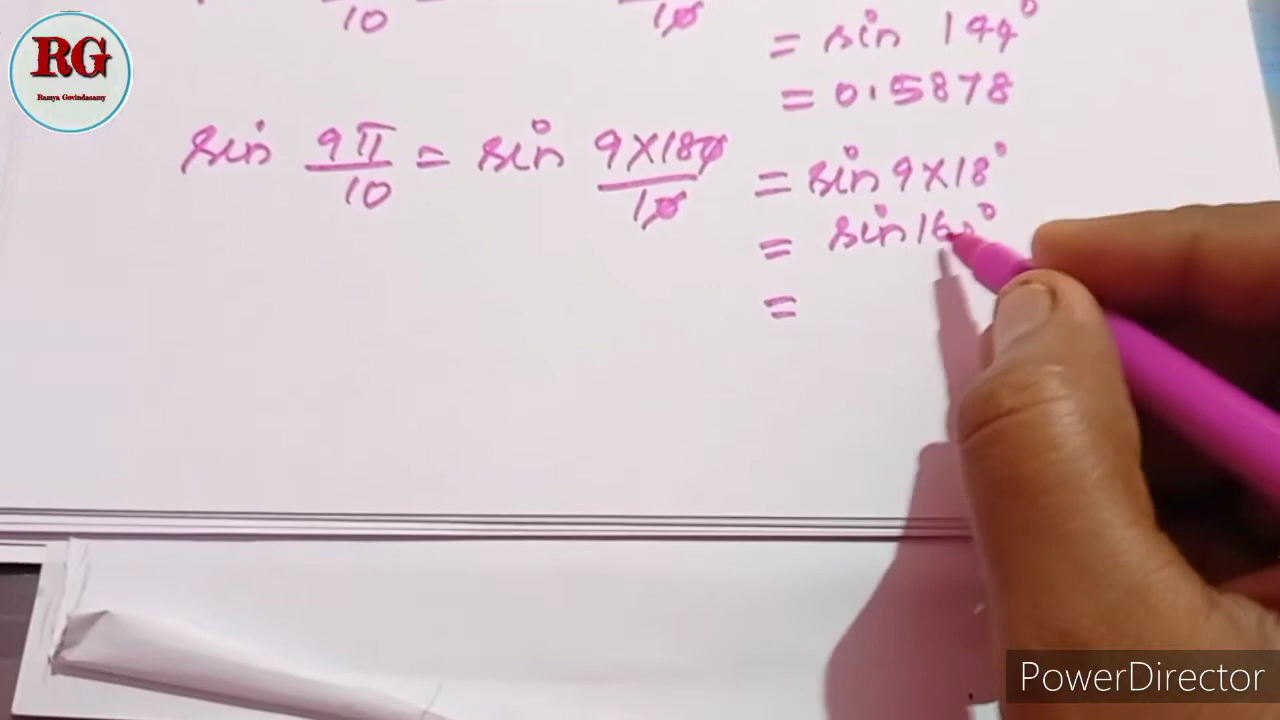 RG
Ramya Govindasamy
10
10
= sin 144°
= 0.5878
sin 9π/10 = sin 9×180/10 = sin 9×18°
= sin 16
=
PowerDirector